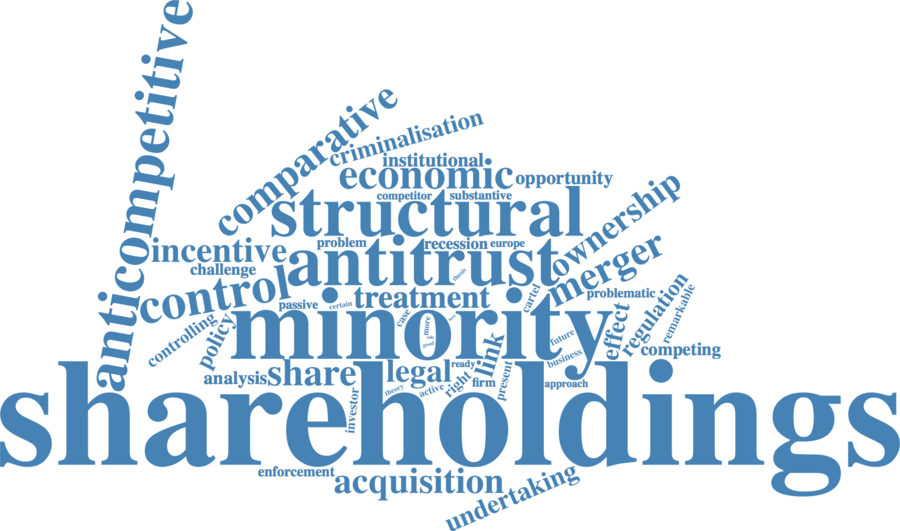 anticompetitive
comparative
criminalisation
institutional
economic
opportunity
competitor
substantive
structural
ownership
incentive
problem
recession
europe
antitrust
merger
challenge
thesis
control
treatment
cartel
problematic
regulation
remarkable
passive
certain
minority
case
more
good
future
effect
controlling
policy
link
business
competing
analysis
share
legal
ready
right
firm
present
approach
theory
active
investor
shareholdings
enforcement
acquisition
undertaking